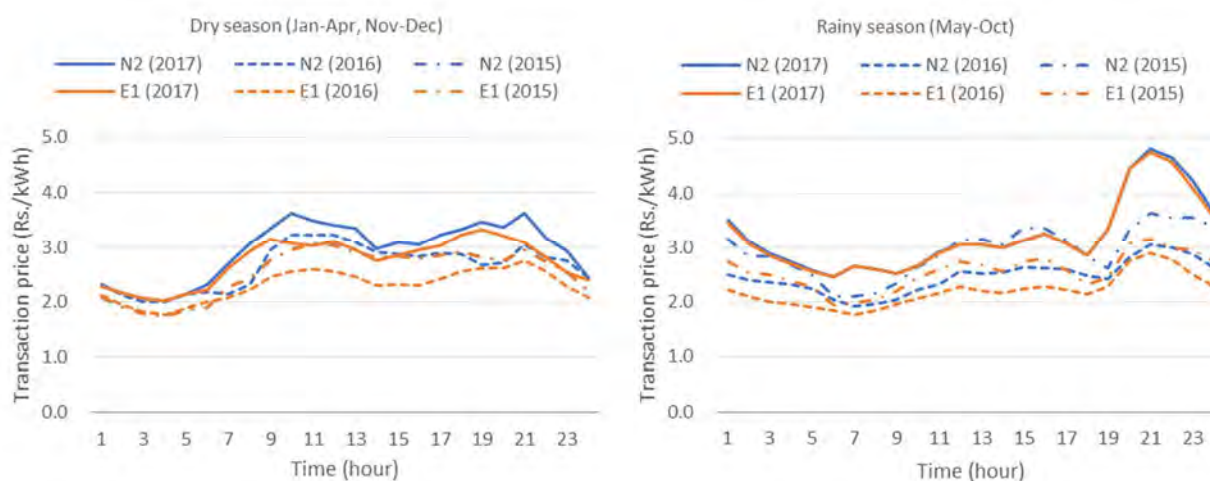 Dry season (Jan-Apr, Nov-Dec)
N2 (2017) N2 (2016) N2 (2015)
E1 (2017) E1 (2016) E1 (2015)
Transaction price (Rs./kWh)
5.0
4.0
3.0
2.0
1.0
0.0
1 3 5 7 9 11 13 15 17 19 21 23
Time (hour)
Rainy season (May-Oct)
N2 (2017) N2 (2016) N2 (2015)
E1 (2017) E1 (2016) E1 (2015)
Transaction price (Rs./kWh)
5.0
4.0
3.0
2.0
1.0
0.0
1 3 5 7 9 11 13 15 17 19 21 23
Time (hour)